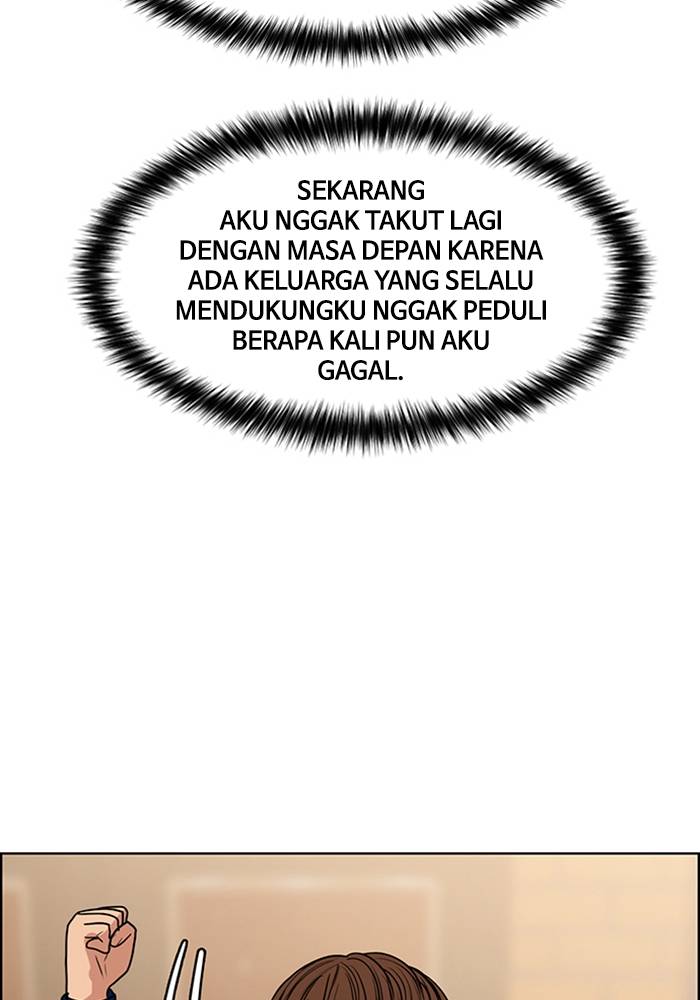 SEKARANG
AKU NGGAK TAKUT LAGI
DENGAN MASA DEPAN KARENA
ADA KELUARGA YANG SELALU
MENDUKUNGKU NGGAK PEDULI
BERAPA KALI PUN AKU
GAGAL.